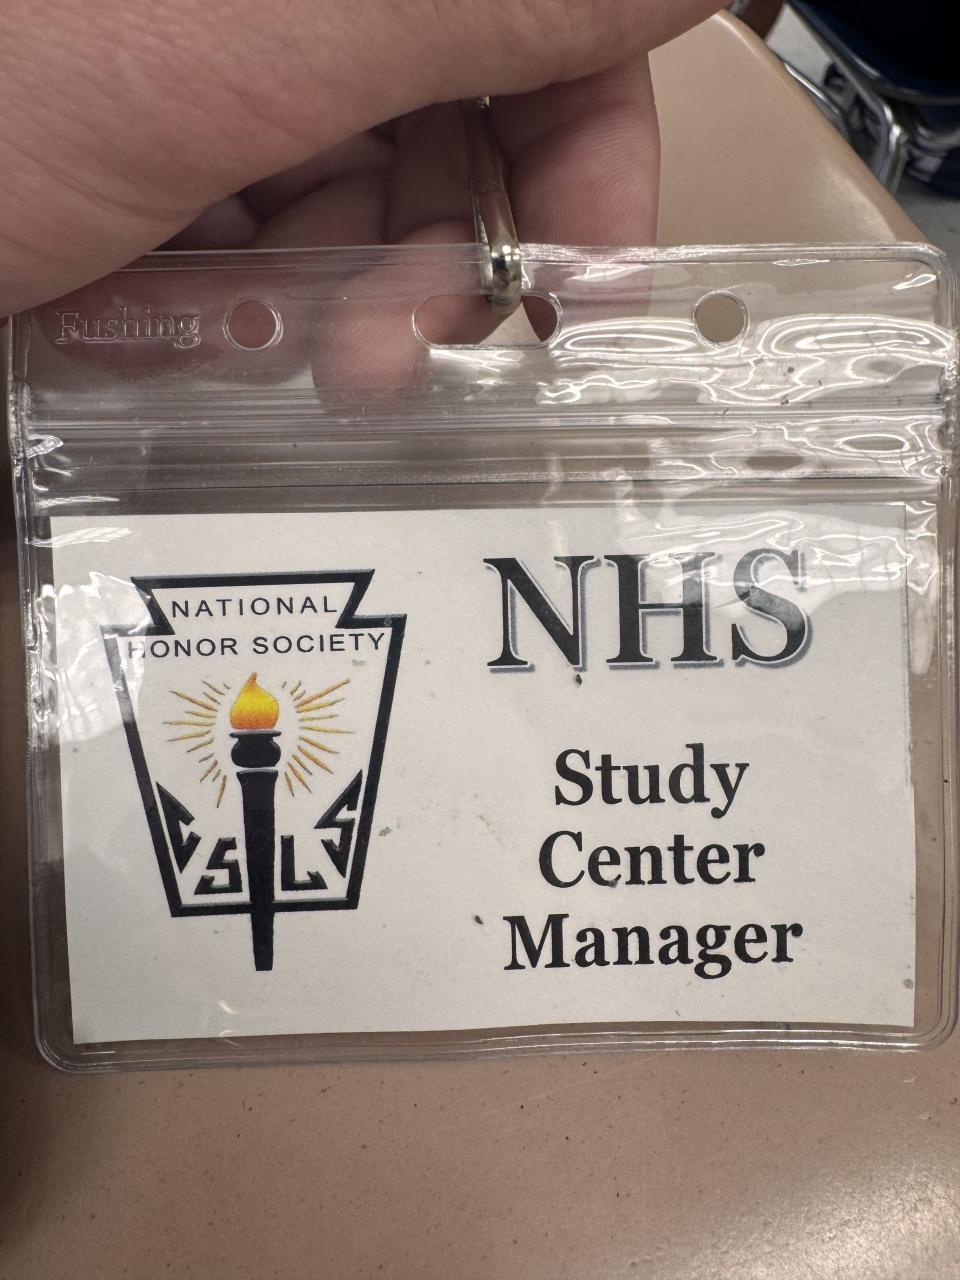 Fushing
NATIONAL
HONOR SOCIETY
C S L S
NHS
Study
Center
Manager